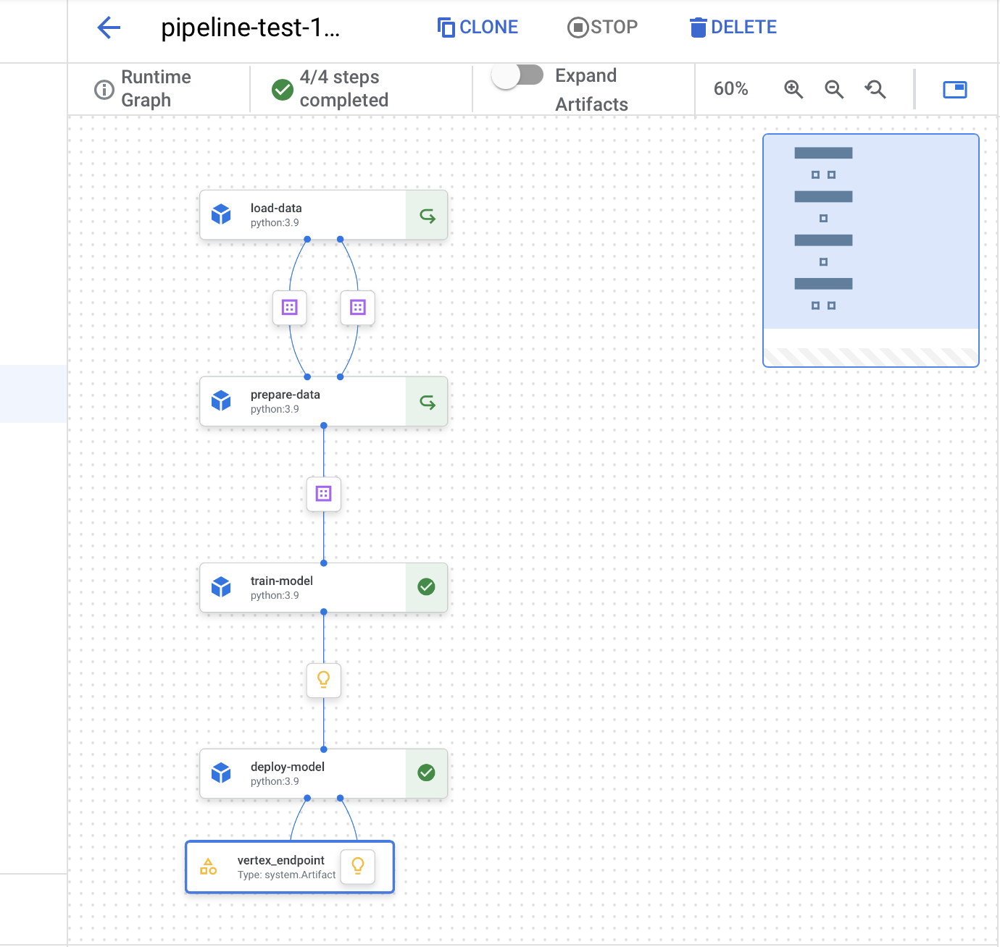 pipeline-test-1...
CLONE
STOP
DELETE
Runtime
Graph
4/4 steps
completed
Expand
Artifacts
60%
load-data
python:3.9
prepare-data
python:3.9
train-model
python:3.9
deploy-model
python:3.9
vertex_endpoint
Type: system.Artifact